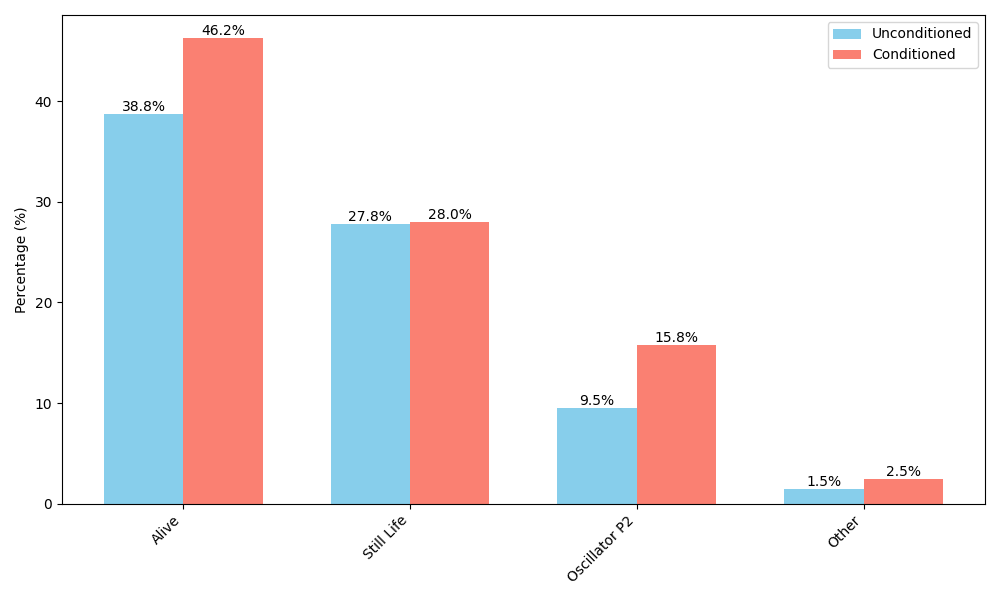 Unconditioned
Conditioned
46.2%
38.8%
27.8%
28.0%
15.8%
9.5%
1.5%
2.5%
Percentage (%)
40
30
20
10
0
Alive
Still Life
Oscillator P2
Other